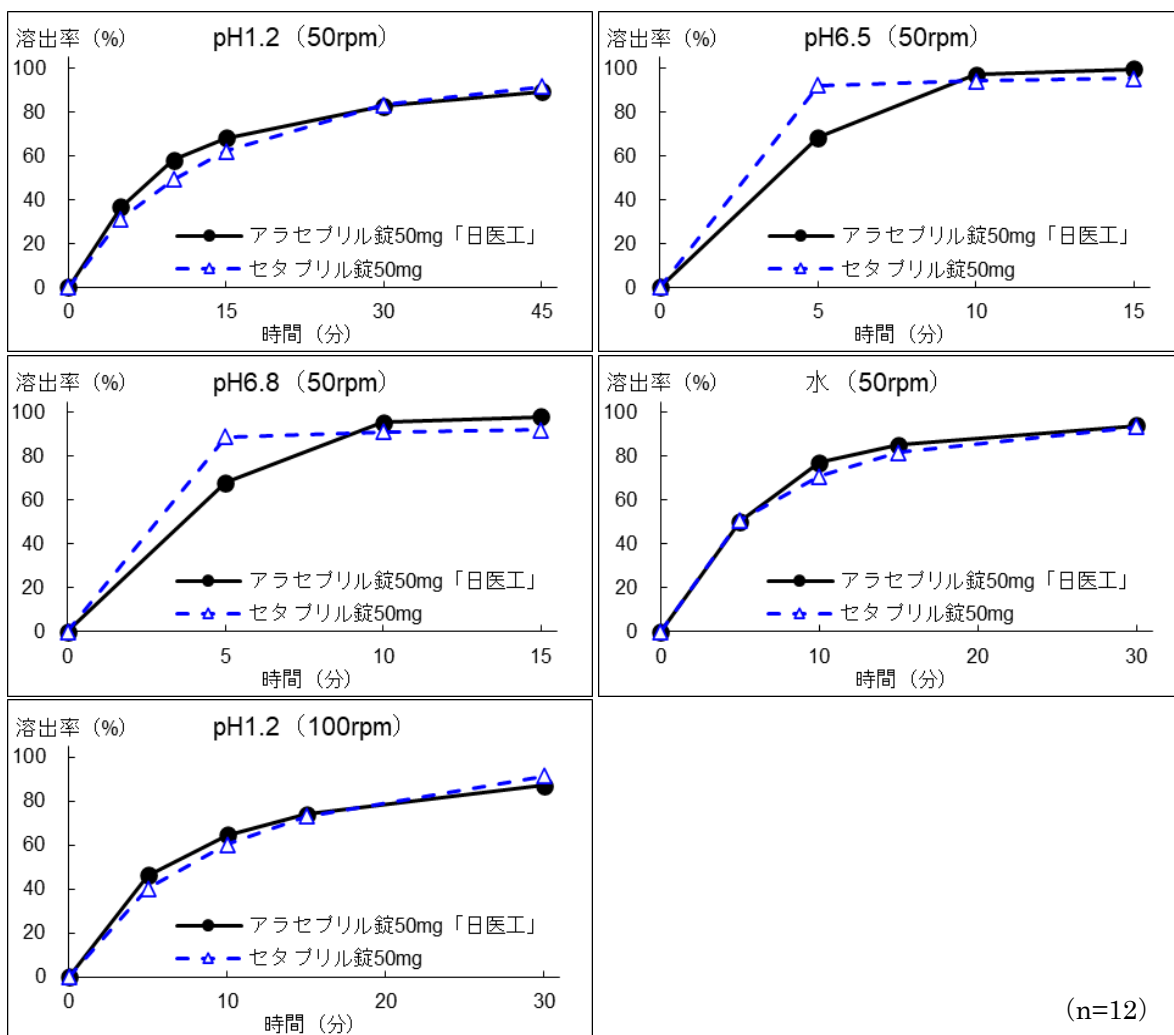 溶出率 (%) pH1.2（50rpm）
100
80
60
40
20
0
アラセプリル錠50mg「日医工」
セタプリル錠50mg
0 15 30 45
時間（分）
溶出率 (%) pH6.5（50rpm）
100
80
60
40
20
0
アラセプリル錠50mg「日医工」
セタプリル錠50mg
0 5 10 15
時間（分）
溶出率 (%) pH6.8（50rpm）
100
80
60
40
20
0
アラセプリル錠50mg「日医工」
セタプリル錠50mg
0 5 10 15
時間（分）
溶出率 (%) 水（50rpm）
100
80
60
40
20
0
アラセプリル錠50mg「日医工」
セタプリル錠50mg
0 10 20 30
時間（分）
溶出率 (%) pH1.2（100rpm）
100
80
60
40
20
0
アラセプリル錠50mg「日医工」
セタプリル錠50mg
0 10 20 30
時間（分）
(n=12)